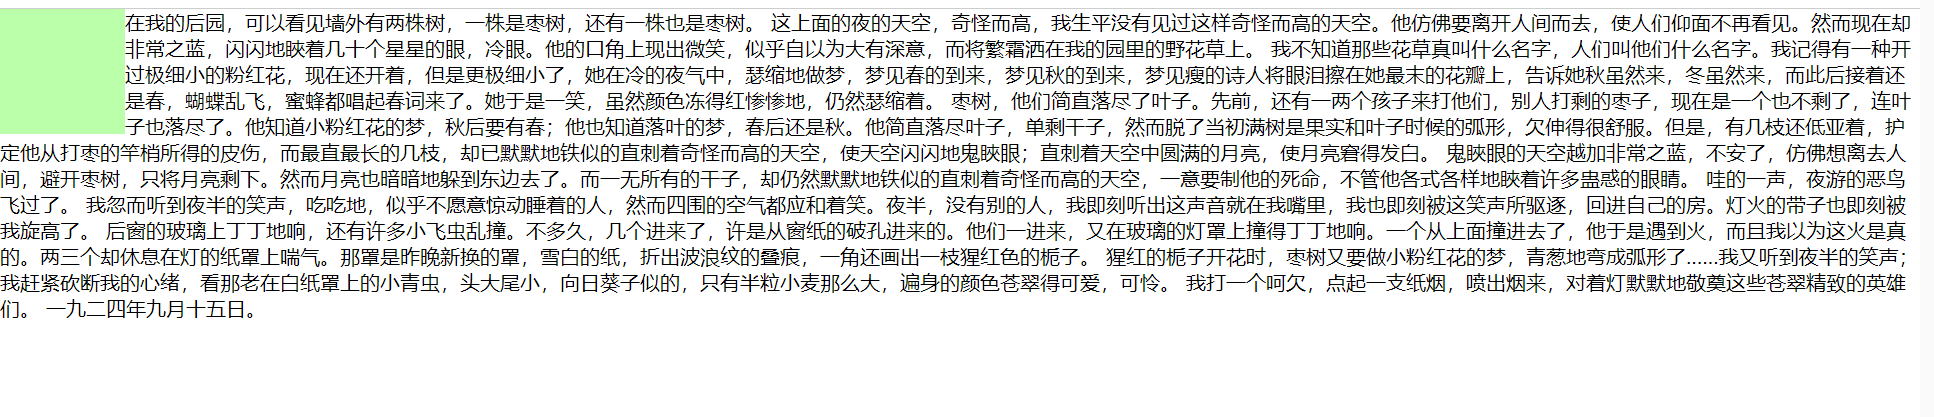 在我的后园，可以看见墙外有两株树，一株是枣树，还有一株也是枣树。 这上面的夜的天空，奇怪而高，我生平没有见过这样奇怪而高的天空。他仿佛要离开人间而去，使人们仰面不再看见。然而现在却
非常之蓝，闪闪地䀹着几十个星星的眼，冷眼。他的口角上现出微笑，似乎自以为大有深意，而将繁霜洒在我的园里的野花草上。 我不知道那些花草真叫什么名字，人们叫他们什么名字。我记得有一种开
过极细小的粉红花，现在还开着，但是更极细小了，她在冷的夜气中，瑟缩地做梦，梦见春的到来，梦见秋的到来，梦见瘦的诗人将眼泪擦在她最末的花瓣上，告诉她秋虽然来，冬虽然来，而此后接着还
是春，蝴蝶乱飞，蜜蜂都唱起春词来了。她于是一笑，虽然颜色冻得红惨惨地，仍然瑟缩着。 枣树，他们简直落尽了叶子。先前，还有一两个孩子来打他们，别人打剩的枣子，现在是一个也不剩了，连叶
子也落尽了。他知道小粉红花的梦，秋后要有春；他也知道落叶的梦，春后还是秋。他简直落尽叶子，单剩干子，然而脱了当初满树是果实和叶子时候的弧形，欠伸得很舒服。但是，有几枝还低亚着，护
定他从打枣的竿梢所得的皮伤，而最直最长的几枝，却已默默地铁似的直刺着奇怪而高的天空，使天空闪闪地鬼䀹眼；直刺着天空中圆满的月亮，使月亮窘得发白。 鬼䀹眼的天空越加非常之蓝，不安了，仿佛想离去人
间，避开枣树，只将月亮剩下。然而月亮也暗暗地躲到东边去了。而一无所有的干子，却仍然默默地铁似的直刺着奇怪而高的天空，一意要制他的死命，不管他各式各样地䀹着许多蛊惑的眼睛。 哇的一声，夜游的恶鸟
飞过了。 我忽而听到夜半的笑声，吃吃地，似乎不愿意惊动睡着的人，然而四围的空气都应和着笑。夜半，没有别的人，我即刻听出这声音就在我嘴里，我也即刻被这笑声所驱逐，回进自己的房。灯火的带子也即刻被
我旋高了。 后窗的玻璃上丁丁地响，还有许多小飞虫乱撞。不多久，几个进来了，许是从窗纸的破孔进来的。他们一进来，又在玻璃的灯罩上撞得丁丁地响。一个从上面撞进去了，他于是遇到火，而且我以为这火是真
的。两三个却休息在灯的纸罩上喘气。那罩是昨晚新换的罩，雪白的纸，折出波浪纹的叠痕，一角还画出一枝猩红色的栀子。 猩红的栀子开花时，枣树又要做小粉红花的梦，青葱地弯成弧形了……我又听到夜半的笑声；
我赶紧砍断我的心绪，看那老在白纸罩上的小青虫，头大尾小，向日葵子似的，只有半粒小麦那么大，遍身的颜色苍翠得可爱，可怜。 我打一个呵欠，点起一支纸烟，喷出烟来，对着灯默默地敬奠这些苍翠精致的英雄
们。 一九二四年九月十五日。